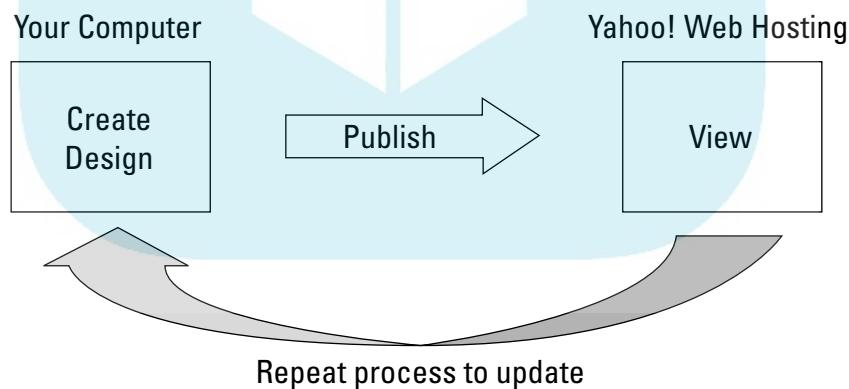 Your Computer
Yahoo! Web Hosting
Create
Design
Publish
View
Repeat process to update